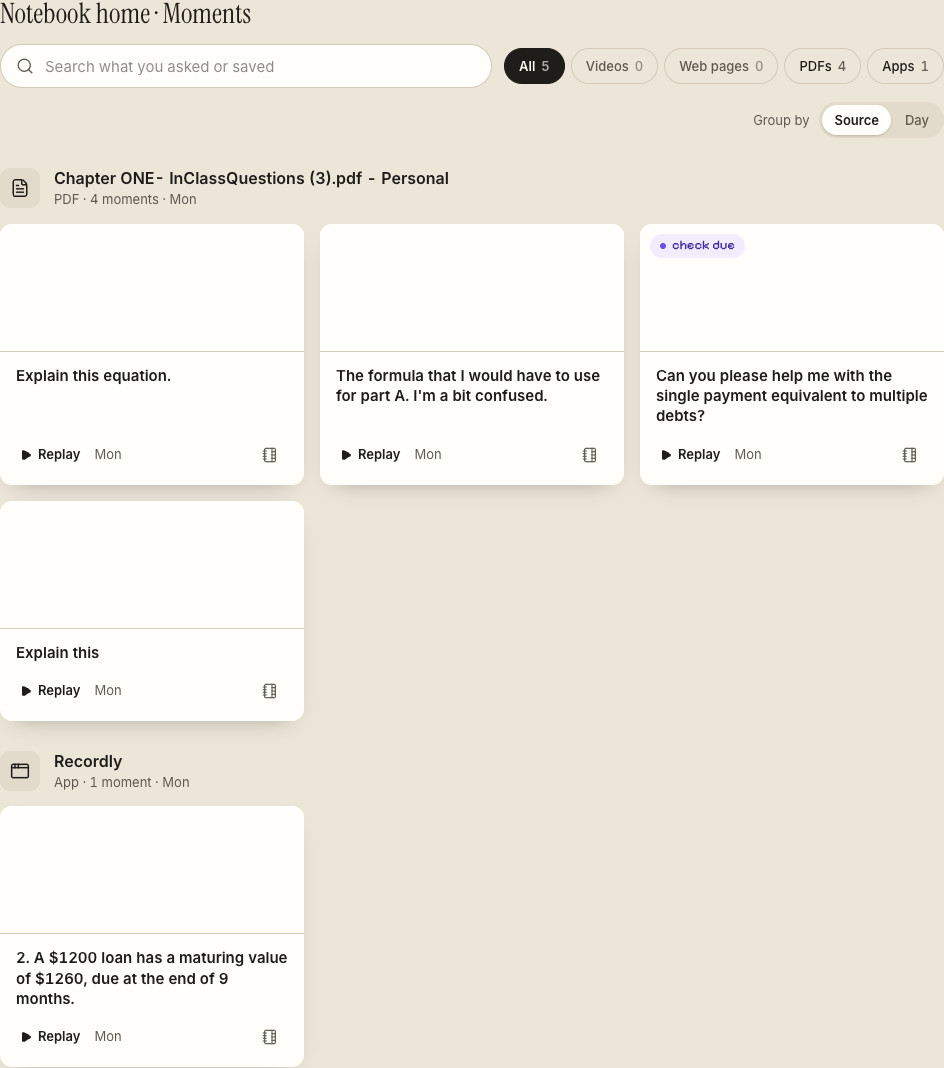 Notebook home · Moments
Search what you asked or saved
All 5
Videos 0
Web pages 0
PDFs 4
Apps 1
Group by
Source
Day
Chapter ONE- InClassQuestions (3).pdf - Personal
PDF · 4 moments · Mon
Explain this equation.
Replay Mon
The formula that I would have to use
for part A. I'm a bit confused.
Replay Mon
check due
Can you please help me with the
single payment equivalent to multiple
debts?
Replay Mon
Explain this
Replay Mon
Recordly
App · 1 moment · Mon
2. A $1200 loan has a maturing value
of $1260, due at the end of 9
months.
Replay Mon